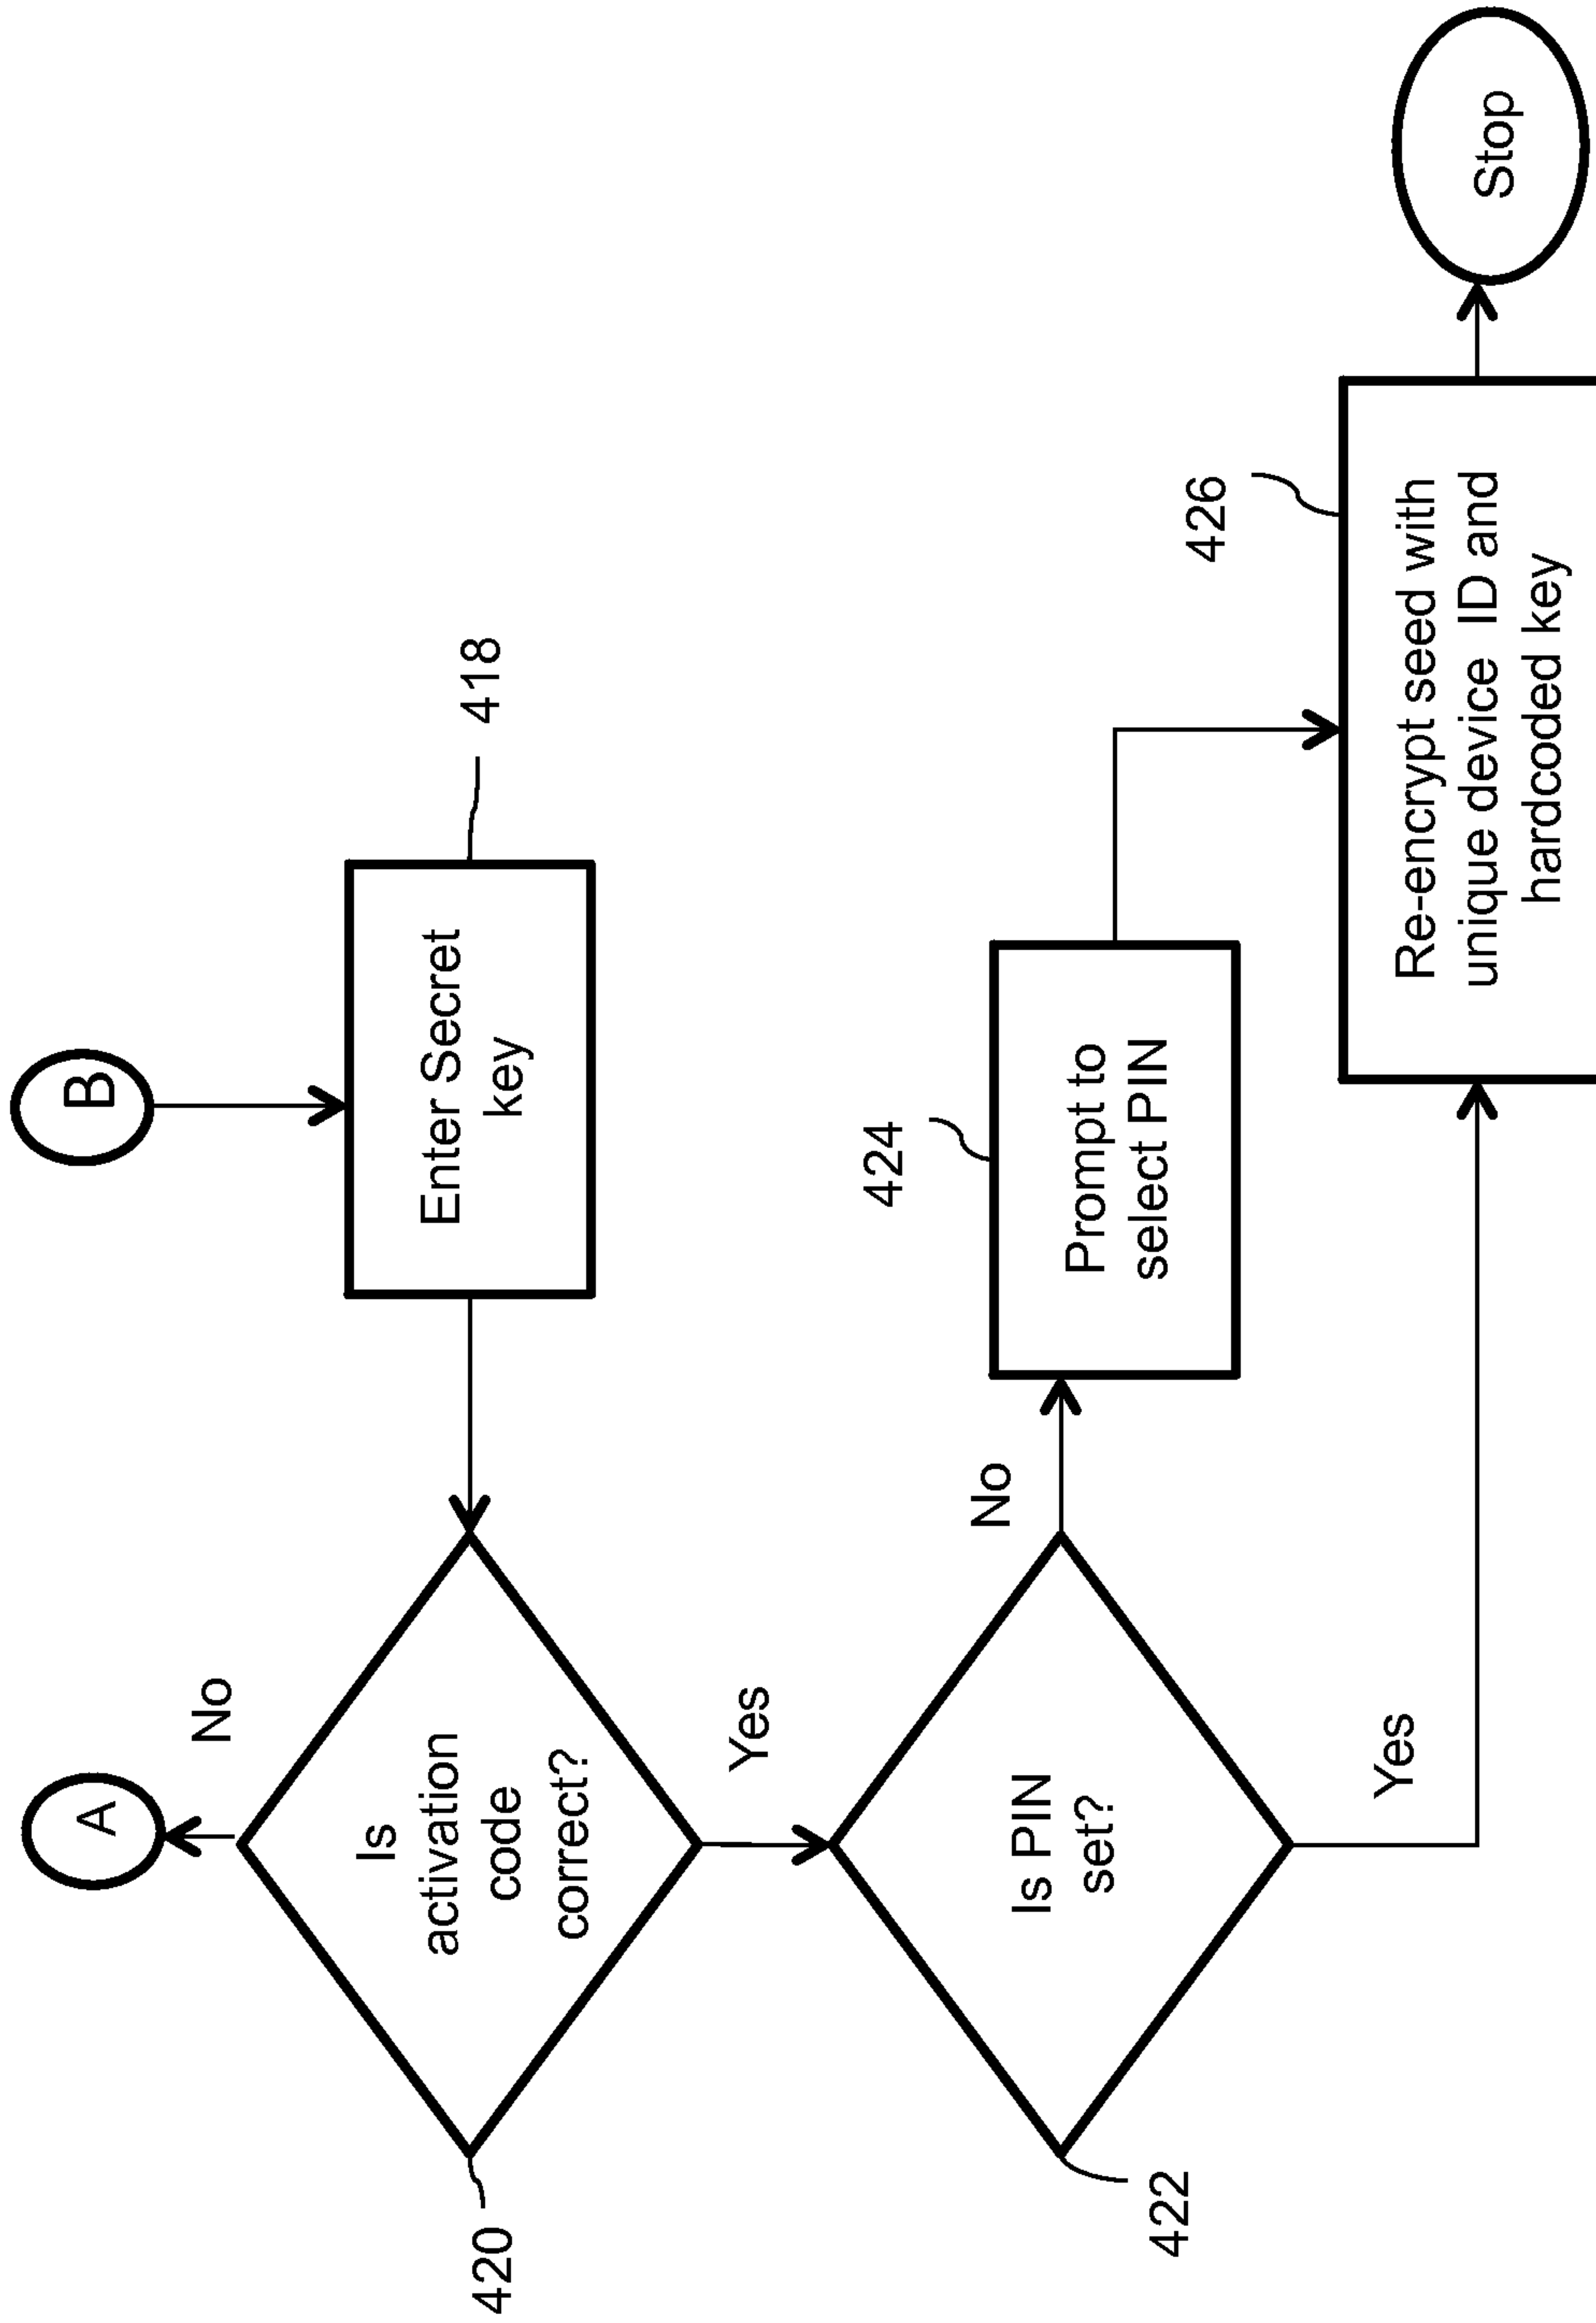 A
B
No
Is
activation
code
correct?
Enter Secret
key
418
420
Yes
No
424
Is PIN
set?
Prompt to
select PIN
422
426
Yes
Re-encrypt seed with
unique device ID and
hardcoded key
Stop